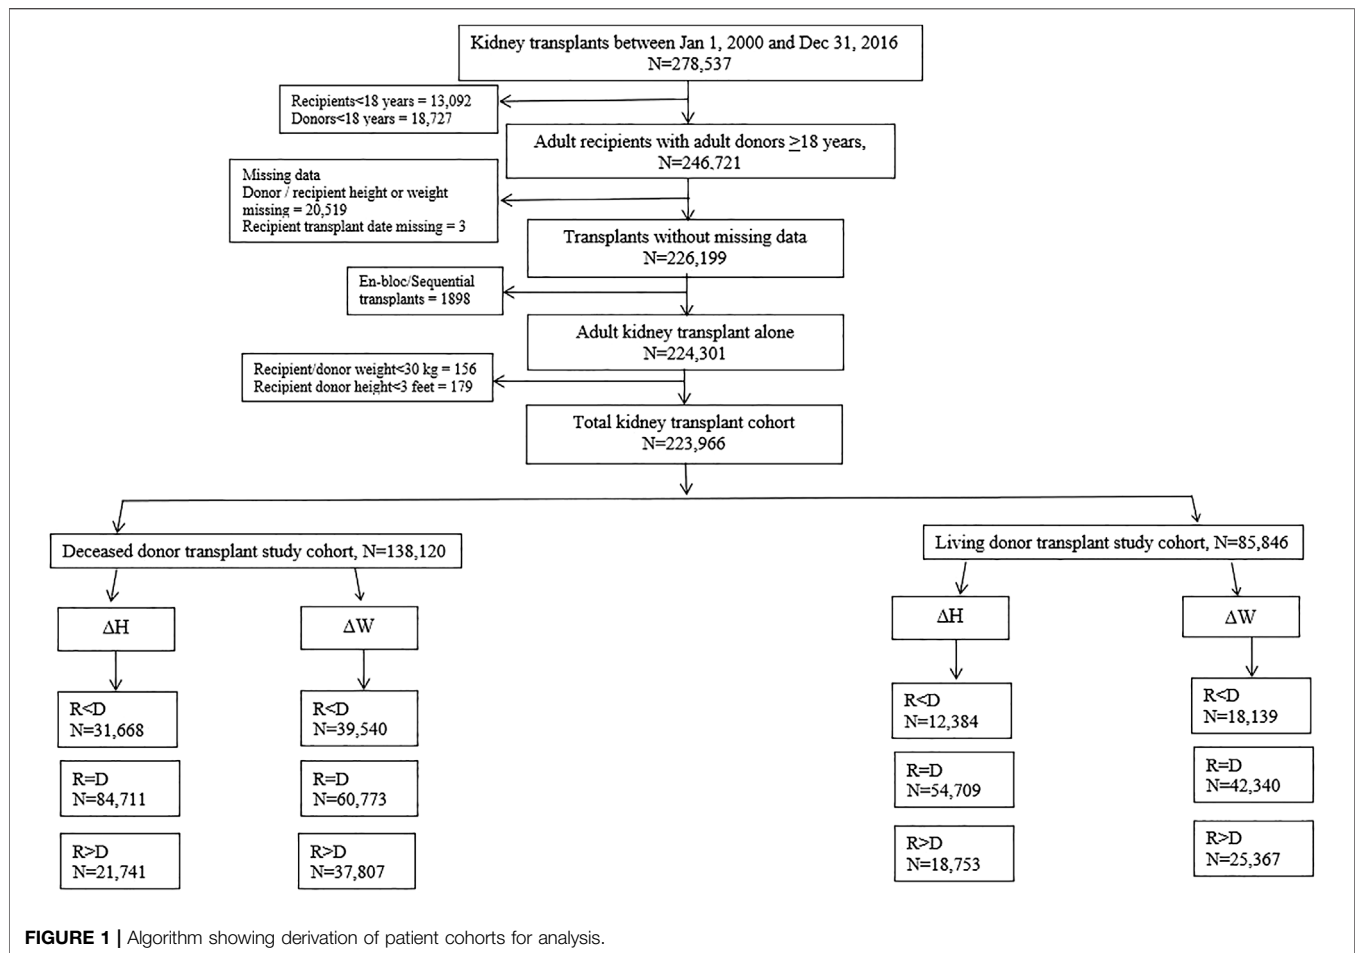 Kidney transplants between Jan 1, 2000 and Dec 31, 2016
N=278,537
Recipients<18 years = 13,092
Donors<18 years = 18,727
Adult recipients with adult donors ≥18 years,
N=246,721
Missing data
Donor / recipient height or weight
missing = 20,519
Recipient transplant date missing = 3
Transplants without missing data
N=226,199
En-bloc/Sequential
transplants = 1898
Adult kidney transplant alone
N=224,301
Recipient/donor weight<30 kg = 156
Recipient donor height<3 feet = 179
Total kidney transplant cohort
N=223,966
Deceased donor transplant study cohort, N=138,120
Living donor transplant study cohort, N=85,846
ΔH
ΔW
ΔH
ΔW
R<D
N=31,668
R<D
N=39,540
R<D
N=12,384
R<D
N=18,139
R=D
N=84,711
R=D
N=60,773
R=D
N=54,709
R=D
N=42,340
R>D
N=21,741
R>D
N=37,807
R>D
N=18,753
R>D
N=25,367
FIGURE 1 | Algorithm showing derivation of patient cohorts for analysis.